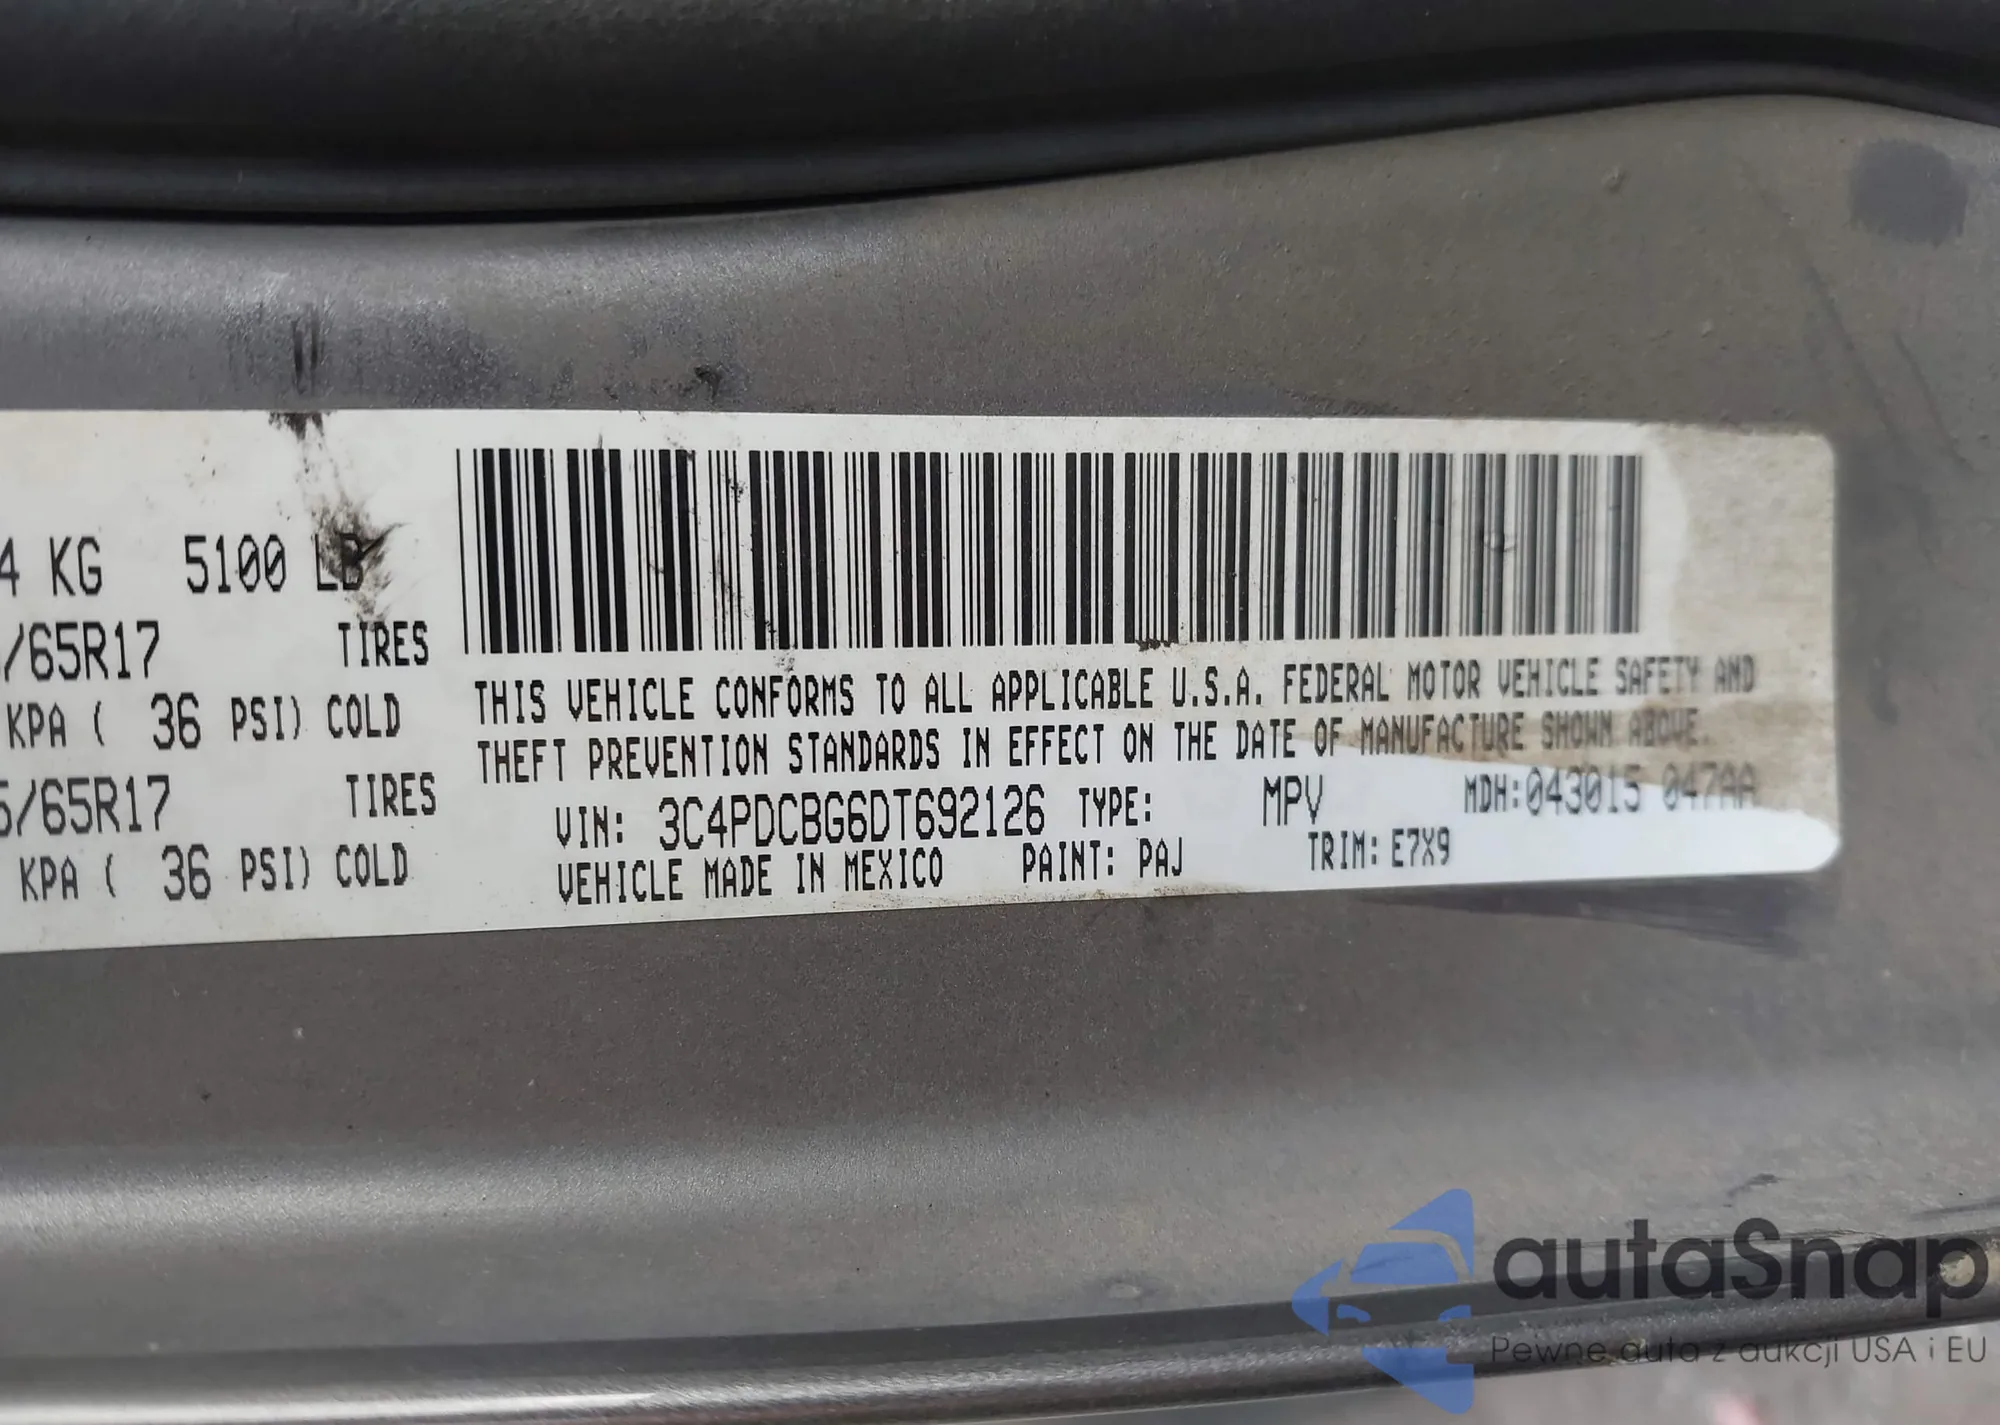 4 KG 5100 LB
/65R17 TIRES
KPA ( 36 PSI) COLD
5/65R17 TIRES
KPA ( 36 PSI) COLD
THIS VEHICLE CONFORMS TO ALL APPLICABLE U.S.A. FEDERAL MOTOR VEHICLE SAFETY AND
THEFT PREVENTION STANDARDS IN EFFECT ON THE DATE OF MANUFACTURE SHOWN ABOVE.
VIN: 3C4PDCBG6DT692126 TYPE: MPV MDH:043015 047AA
VEHICLE MADE IN MEXICO PAINT: PAJ TRIM: E7X9
autaSnap
Pewne auta z aukcji USA i EU